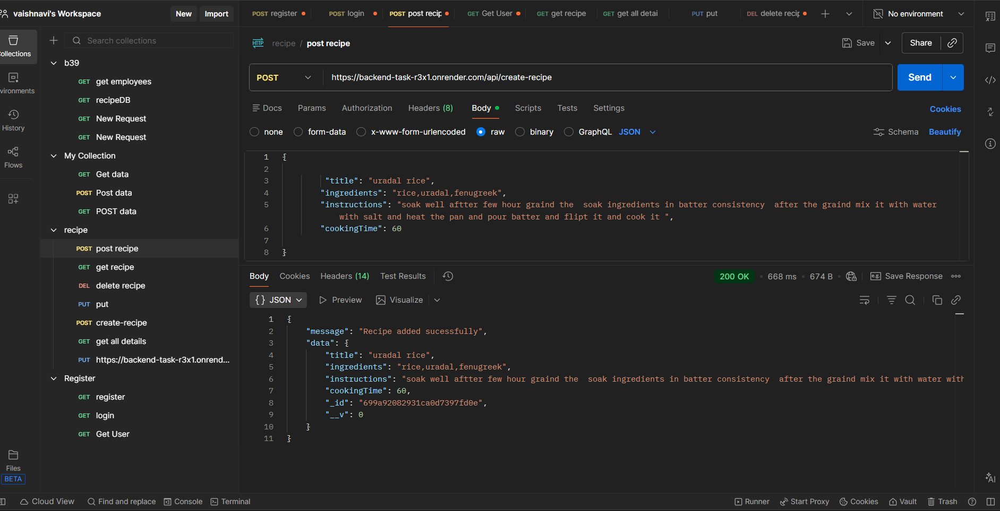 vaishnavi's Workspace
New
Import
POST register
POST login
POST post recip
GET Get User
GET get recipe
GET get all detai
PUT put
DEL delete recip
No environment
Collections
Search collections
b39
GET get employees
GET recipeDB
GET New Request
GET New Request
My Collection
GET Get data
POST Post data
GET POST data
recipe
POST post recipe
GET get recipe
DEL delete recipe
PUT put
POST create-recipe
GET get all details
PUT https://backend-task-r3x1.onrend...
Register
GET register
GET login
GET Get User
vironments
History
Flows
Files
BETA
HTTP recipe / post recipe
Save
Share
POST https://backend-task-r3x1.onrender.com/api/create-recipe
Send
Docs Params Authorization Headers (8) Body Scripts Tests Settings
Cookies
none form-data x-www-form-urlencoded raw binary GraphQL JSON
Schema Beautify
1 {
2
3 "title": "uradal rice",
4 "ingredients": "rice,uradal,fenugreek",
5 "instructions": "soak well aftter few hour graind the  soak ingredients in batter consistency  after the graind mix it with water
with salt and heat the pan and pour batter and flipt it and cook it ",
6 "cookingTime": 60
7
8 }
Body Cookies Headers (14) Test Results
200 OK • 668 ms • 674 B • e.g. Save Response
{} JSON Preview Visualize
1 {
2 "message": "Recipe added sucessfully",
3 "data": {
4 "title": "uradal rice",
5 "ingredients": "rice,uradal,fenugreek",
6 "instructions": "soak well aftter few hour graind the  soak ingredients in batter consistency  after the graind mix it with water with
7 "cookingTime": 60,
8 "_id": "699a92082931ca0d7397fd0e",
9 "__v": 0
10 }
11 }
AI
Cloud View Find and replace Console Terminal
Runner Start Proxy Cookies Vault Trash